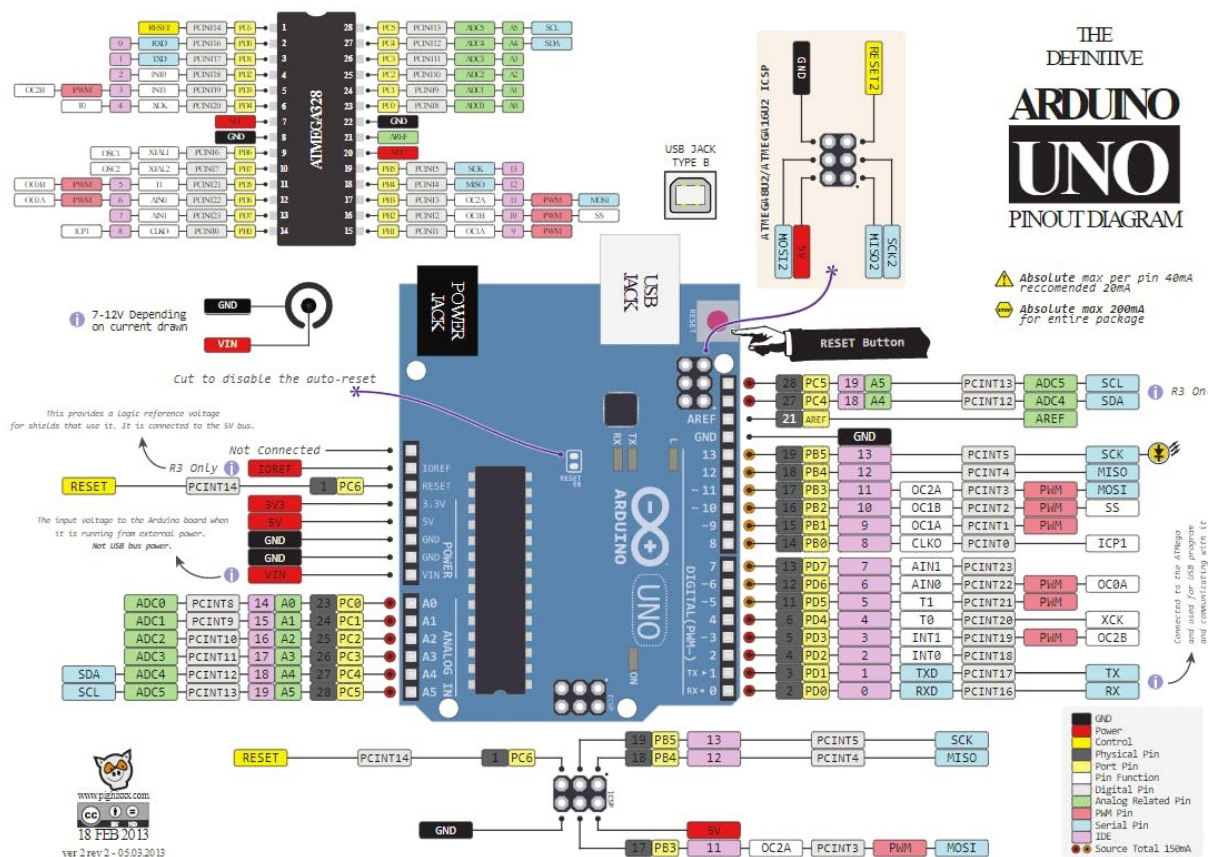 THE
DEFINITIVE
ARDUINO
UNO
PINOUT DIAGRAM
Absolute max per pin 40mA
reccomended 20mA
STOP Absolute max 200mA
for entire package
ATMEGA328
RESET PCINT14 PC6 1
0 RXD PCINT16 PD0 2
1 TXD PCINT17 PD1 3
2 INT0 PCINT18 PD2 4
OC2B PWM 3 INT1 PCINT19 PD3 5
T0 4 XCK PCINT20 PD4 6
VCC 7
GND 8
OSC1 XTAL1 PCINT6 PB6 9
OSC2 XTAL2 PCINT7 PB7 10
OC0B PWM 5 T1 PCINT21 PD5 11
OC0A PWM 6 AIN0 PCINT22 PD6 12
7 AIN1 PCINT23 PD7 13
ICP1 8 CLKO PCINT0 PB0 14
28 PC5 PCINT13 ADC5 A5 SCL
27 PC4 PCINT12 ADC4 A4 SDA
26 PC3 PCINT11 ADC3 A3
25 PC2 PCINT10 ADC2 A2
24 PC1 PCINT9 ADC1 A1
23 PC0 PCINT8 ADC0 A0
22 GND
21 AREF
20
19 PB5 PCINT5 SCK 13
18 PB4 PCINT4 MISO 12
17 PB3 PCINT3 OC2A 11 PWM MOSI
16 PB2 PCINT2 OC1B 10 PWM SS
15 PB1 PCINT1 OC1A 9 PWM
USB JACK
TYPE B
ATMEGA8U2/ATMEGA16U2 ICSP
GND
RESET2
MOSI2
5V
MISO2
SCK2
7-12V Depending
on current drawn
GND
VIN
POWER
JACK
USB
JACK
RESET
RESET Button
Cut to disable the auto-reset
This provides a logic reference voltage
for shields that use it. It is connected to the 5V bus.
Not Connected
R3 Only IOREF
RESET PCINT14 1 PC6
3V3
5V
GND
GND
VIN
The input voltage to the Arduino board when
it is running from external power.
Not USB bus power.
ADC0 PCINT8 14 A0 23 PC0
ADC1 PCINT9 15 A1 24 PC1
ADC2 PCINT10 16 A2 25 PC2
ADC3 PCINT11 17 A3 26 PC3
SDA ADC4 PCINT12 18 A4 27 PC4
SCL ADC5 PCINT13 19 A5 28 PC5
IOREF
RESET
3.3V
5V
GND
GND
VIN
POWER
A0
A1
A2
A3
A4
A5
ANALOG IN
RX
TX
L
RESET
EN
ARDUINO
UNO
ON
ICSP
AREF
GND
13
12
~11
~10
~9
8
7
~6
~5
4
~3
2
TX ▸ 1
RX ◂ 0
DIGITAL(PWM~)
28 PC5 19 A5 PCINT13 ADC5 SCL
R3 On
27 PC4 18 A4 PCINT12 ADC4 SDA
21 AREF AREF
GND
19 PB5 13 PCINT5 SCK
18 PB4 12 PCINT4 MISO
17 PB3 11 OC2A PCINT3 PWM MOSI
16 PB2 10 OC1B PCINT2 PWM SS
15 PB1 9 OC1A PCINT1 PWM
14 PB0 8 CLKO PCINT0 ICP1
13 PD7 7 AIN1 PCINT23
12 PD6 6 AIN0 PCINT22 PWM OC0A
11 PD5 5 T1 PCINT21 PWM
6 PD4 4 T0 PCINT20 XCK
5 PD3 3 INT1 PCINT19 PWM OC2B
4 PD2 2 INT0 PCINT18
3 PD1 1 TXD PCINT17 TX
2 PD0 0 RXD PCINT16 RX
Connected to the ATMega
and used for USB program
and communicating with it
19 PB5 13 PCINT5 SCK
18 PB4 12 PCINT4 MISO
RESET PCINT14 1 PC6
ICSP
GND
5V
17 PB3 11 OC2A PCINT3 PWM MOSI
GND
Power
Control
Physical Pin
Port Pin
Pin Function
Digital Pin
Analog Related Pin
PWM Pin
Serial Pin
IDE
Source Total 150mA
www.pighixxx.com
cc
BY ND
18 FEB 2013
ver 2 rev 2 - 05.03.2013